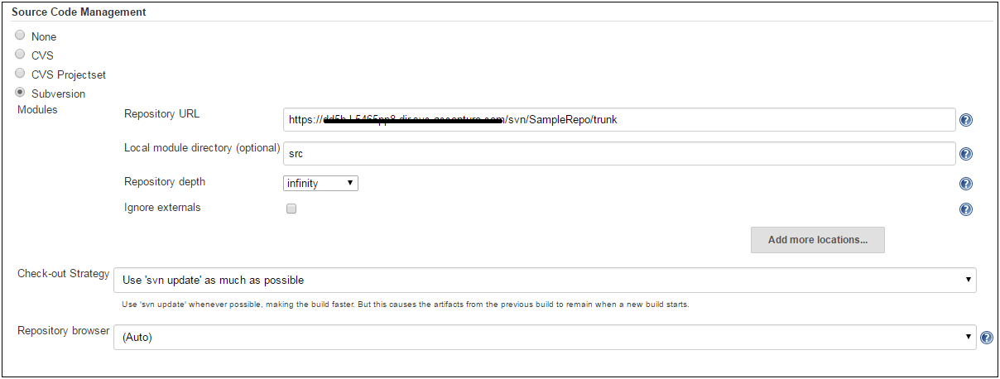 Source Code Management
None
CVS
CVS Projectset
Subversion
Modules
Repository URL
https:// /svn/SampleRepo/trunk
?
Local module directory (optional)
src
?
Repository depth
infinity
?
Ignore externals
?
Add more locations...
Check-out Strategy
Use 'svn update' as much as possible
Use 'svn update' whenever possible, making the build faster. But this causes the artifacts from the previous build to remain when a new build starts.
Repository browser
(Auto)
?